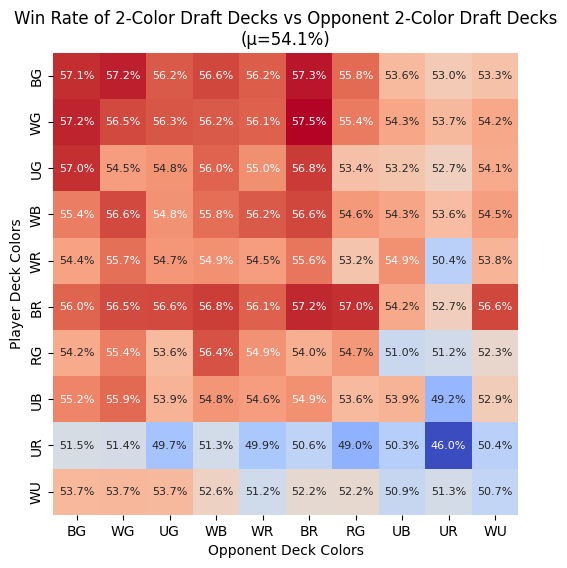 Win Rate of 2-Color Draft Decks vs Opponent 2-Color Draft Decks
(μ=54.1%)
Player Deck Colors
BG 57.1% 57.2% 56.2% 56.6% 56.2% 57.3% 55.8% 53.6% 53.0% 53.3%
WG 57.2% 56.5% 56.3% 56.2% 56.1% 57.5% 55.4% 54.3% 53.7% 54.2%
UG 57.0% 54.5% 54.8% 56.0% 55.0% 56.8% 53.4% 53.2% 52.7% 54.1%
WB 55.4% 56.6% 54.8% 55.8% 56.2% 56.6% 54.6% 54.3% 53.6% 54.5%
WR 54.4% 55.7% 54.7% 54.9% 54.5% 55.6% 53.2% 54.9% 50.4% 53.8%
BR 56.0% 56.5% 56.6% 56.8% 56.1% 57.2% 57.0% 54.2% 52.7% 56.6%
RG 54.2% 55.4% 53.6% 56.4% 54.9% 54.0% 54.7% 51.0% 51.2% 52.3%
UB 55.2% 55.9% 53.9% 54.8% 54.6% 54.9% 53.6% 53.9% 49.2% 52.9%
UR 51.5% 51.4% 49.7% 51.3% 49.9% 50.6% 49.0% 50.3% 46.0% 50.4%
WU 53.7% 53.7% 53.7% 52.6% 51.2% 52.2% 52.2% 50.9% 51.3% 50.7%
BG WG UG WB WR BR RG UB UR WU
Opponent Deck Colors